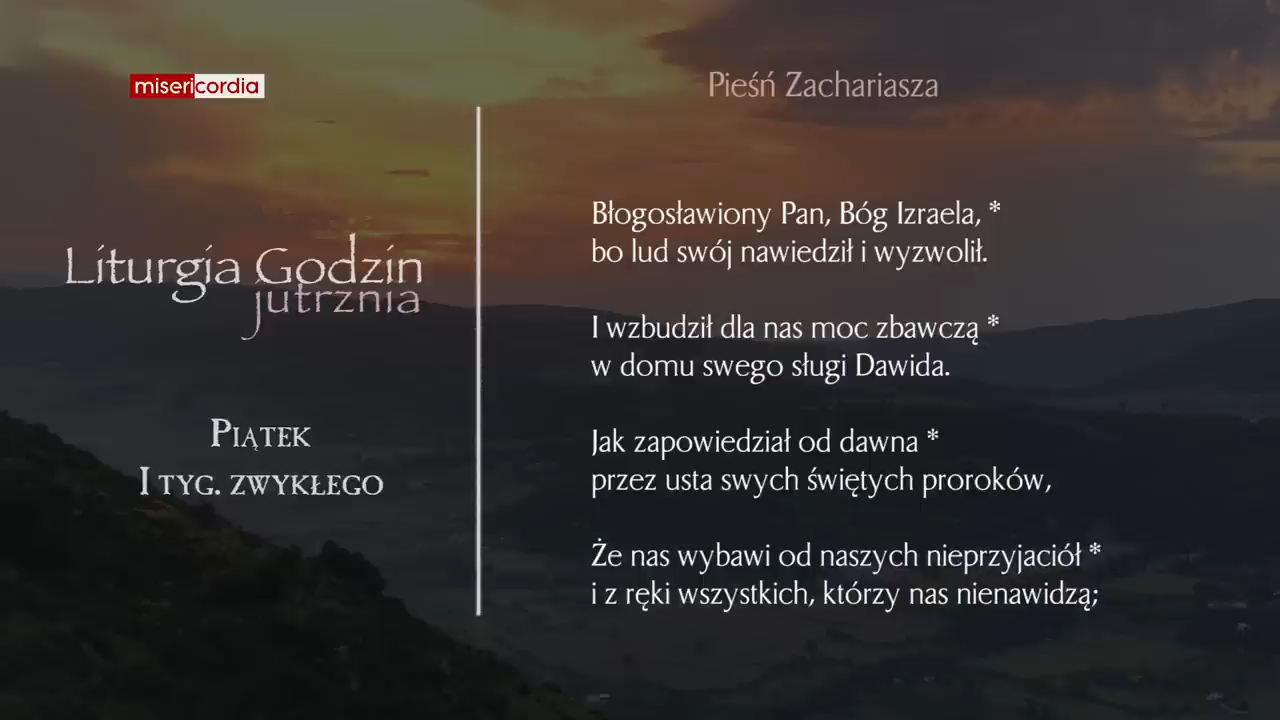 misericordia
Liturgia Godzin
jutrznia
Piątek
I tyg. zwykłego
Pieśń Zachariasza
Błogosławiony Pan, Bóg Izraela, *
bo lud swój nawiedził i wyzwolił.
I wzbudził dla nas moc zbawczą *
w domu swego sługi Dawida.
Jak zapowiedział od dawna *
przez usta swych świętych proroków,
Że nas wybawi od naszych nieprzyjaciół *
i z ręki wszystkich, którzy nas nienawidzą;